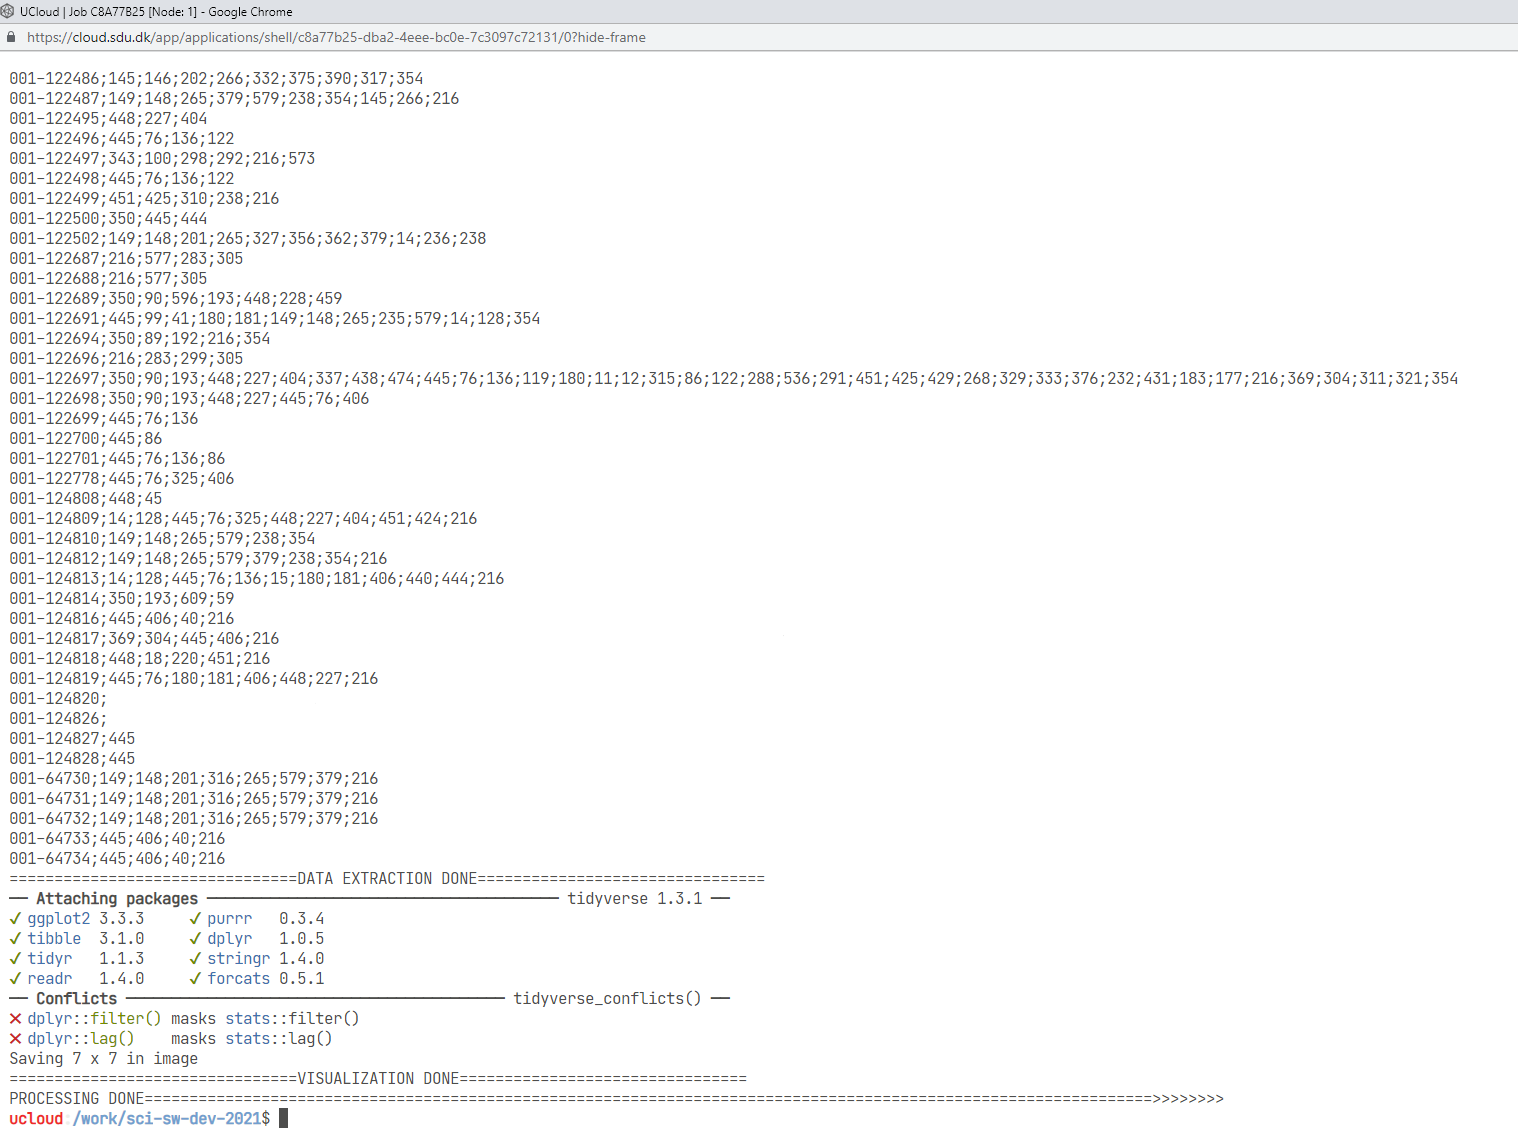 UCloud | Job C8A77B25 [Node: 1] - Google Chrome
https://cloud.sdu.dk/app/applications/shell/c8a77b25-dba2-4eee-bc0e-7c3097c72131/0?hide-frame
001-122486;145;146;202;266;332;375;390;317;354
001-122487;149;148;265;379;579;238;354;145;266;216
001-122495;448;227;404
001-122496;445;76;136;122
001-122497;343;100;298;292;216;573
001-122498;445;76;136;122
001-122499;451;425;310;238;216
001-122500;350;445;444
001-122502;149;148;201;265;327;356;362;379;14;236;238
001-122687;216;577;283;305
001-122688;216;577;305
001-122689;350;90;596;193;448;228;459
001-122691;445;99;41;180;181;149;148;265;235;579;14;128;354
001-122694;350;89;192;216;354
001-122696;216;283;299;305
001-122697;350;90;193;448;227;404;337;438;474;445;76;136;119;180;11;12;315;86;122;288;536;291;451;425;429;268;329;333;376;232;431;183;177;216;369;304;311;321;354
001-122698;350;90;193;448;227;445;76;406
001-122699;445;76;136
001-122700;445;86
001-122701;445;76;136;86
001-122778;445;76;325;406
001-124808;448;45
001-124809;14;128;445;76;325;448;227;404;451;424;216
001-124810;149;148;265;579;238;354
001-124812;149;148;265;579;379;238;354;216
001-124813;14;128;445;76;136;15;180;181;406;440;444;216
001-124814;350;193;609;59
001-124816;445;406;40;216
001-124817;369;304;445;406;216
001-124818;448;18;220;451;216
001-124819;445;76;180;181;406;448;227;216
001-124820;
001-124826;
001-124827;445
001-124828;445
001-64730;149;148;201;316;265;579;379;216
001-64731;149;148;201;316;265;579;379;216
001-64732;149;148;201;316;265;579;379;216
001-64733;445;406;40;216
001-64734;445;406;40;216
================================DATA EXTRACTION DONE================================
── Attaching packages ─────────────────────────────────────── tidyverse 1.3.1 ──
✓ ggplot2 3.3.3     ✓ purrr   0.3.4
✓ tibble  3.1.0     ✓ dplyr   1.0.5
✓ tidyr   1.1.3     ✓ stringr 1.4.0
✓ readr   1.4.0     ✓ forcats 0.5.1
── Conflicts ────────────────────────────────────────── tidyverse_conflicts() ──
✗ dplyr::filter() masks stats::filter()
✗ dplyr::lag()    masks stats::lag()
Saving 7 x 7 in image
================================VISUALIZATION DONE================================
PROCESSING DONE================================================================================================================>>>>>>>>
ucloud:/work/sci-sw-dev-2021$